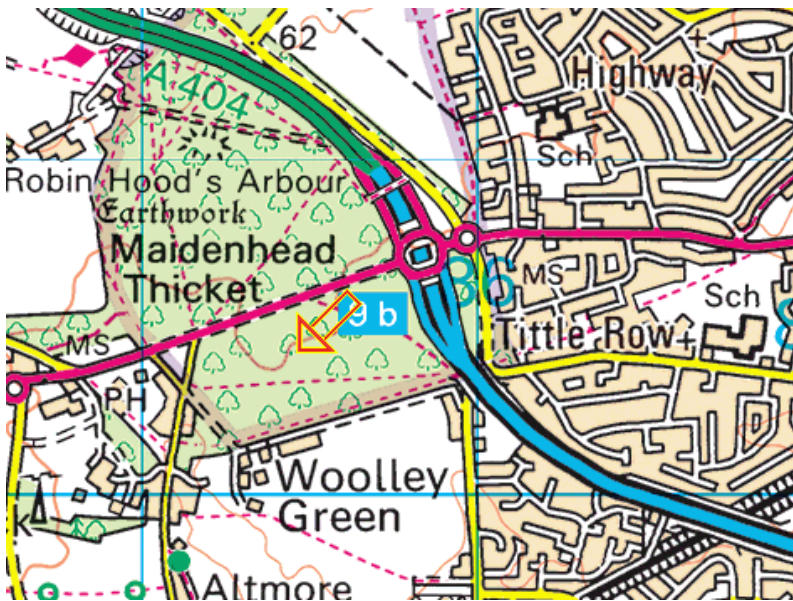 62
A 404
Highway
Sch
Robin Hood's Arbour
Earthwork
Maidenhead
Thicket
36
MS
9 b
Sch
Tittle Row
MS
PH
Woolley
Green
Altmore